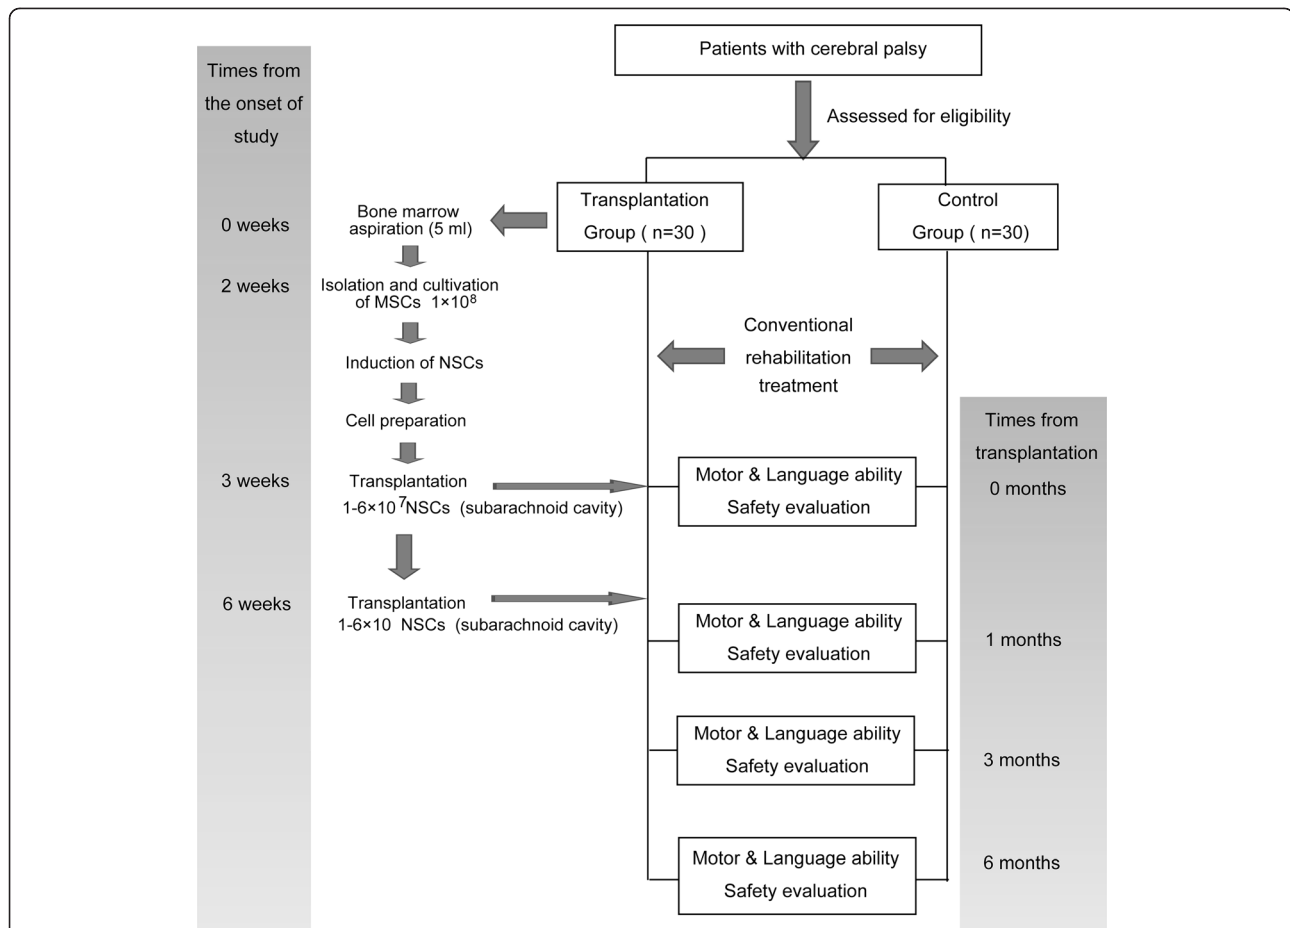 Patients with cerebral palsy
Assessed for eligibility
Times from
the onset of
study
0 weeks
2 weeks
3 weeks
6 weeks
Transplantation
Group ( n=30 )
Control
Group ( n=30)
Bone marrow
aspiration (5 ml)
Isolation and cultivation
of MSCs 1×10⁸
Induction of NSCs
Cell preparation
Transplantation
1-6×10⁷NSCs (subarachnoid cavity)
Transplantation
1-6×10 NSCs (subarachnoid cavity)
Conventional
rehabilitation
treatment
Motor & Language ability
Safety evaluation
Motor & Language ability
Safety evaluation
Motor & Language ability
Safety evaluation
Motor & Language ability
Safety evaluation
Times from
transplantation
0 months
1 months
3 months
6 months